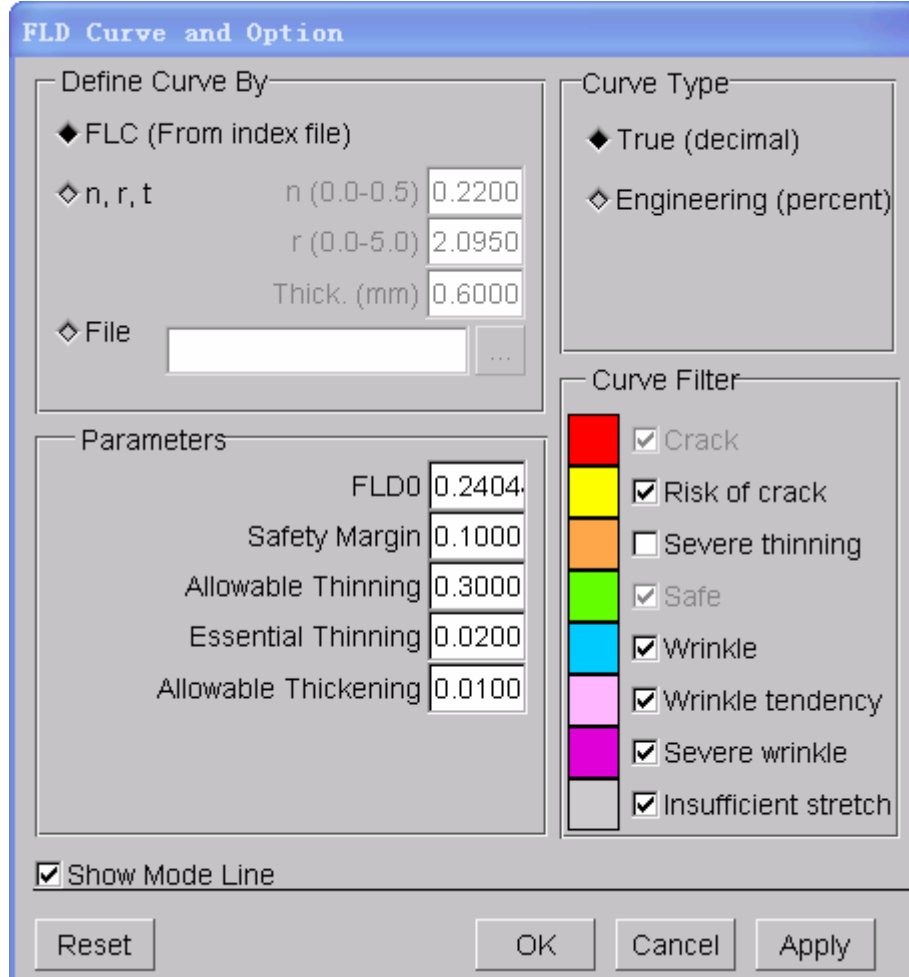 FLD Curve and Option
Define Curve By
FLC (From index file)
n, r, t
n (0.0-0.5) 0.2200
r (0.0-5.0) 2.0950
Thick. (mm) 0.6000
File
...
Curve Type
True (decimal)
Engineering (percent)
Parameters
FLD0 0.2404
Safety Margin 0.1000
Allowable Thinning 0.3000
Essential Thinning 0.0200
Allowable Thickening 0.0100
Curve Filter
Crack
Risk of crack
Severe thinning
Safe
Wrinkle
Wrinkle tendency
Severe wrinkle
Insufficient stretch
Show Mode Line
Reset OK Cancel Apply